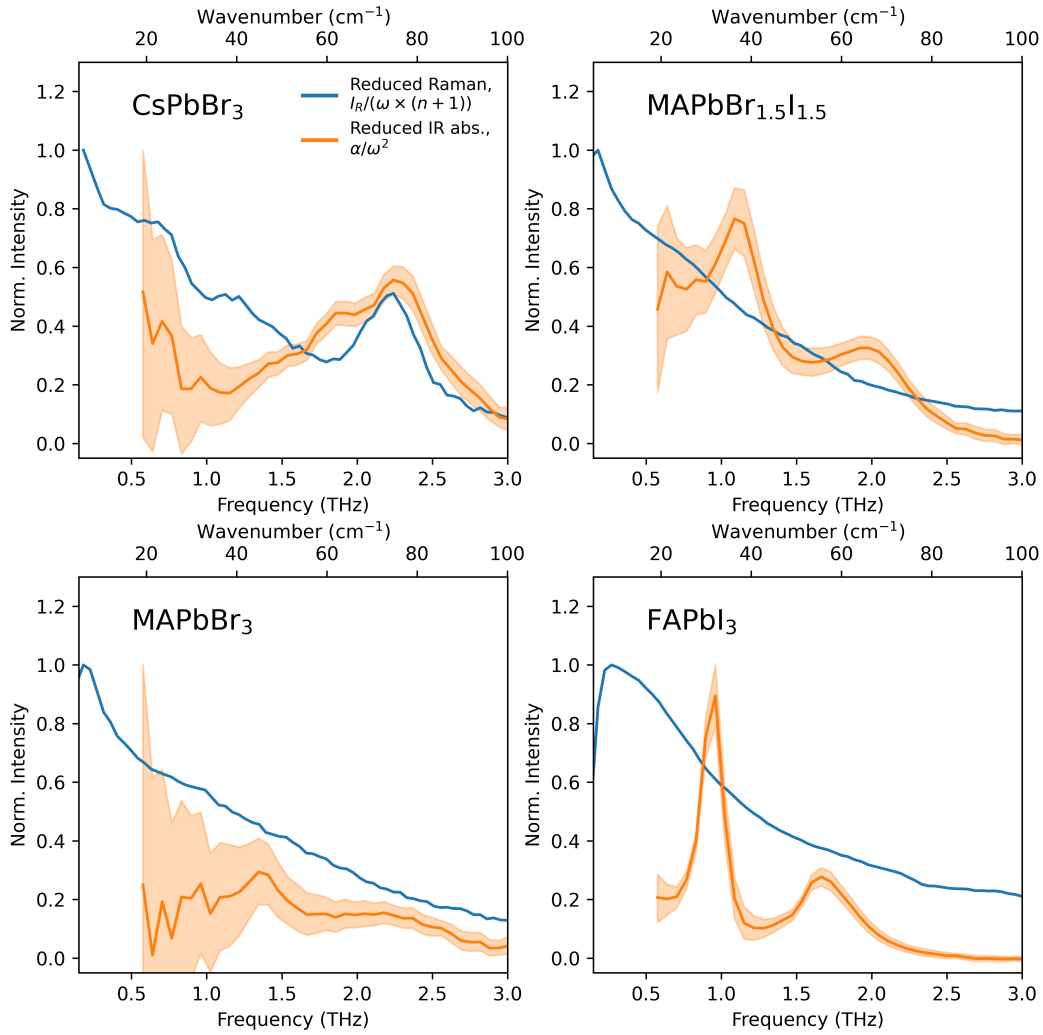 Wavenumber (cm⁻¹)
20 40 60 80 100
Norm. Intensity
1.2
1.0
0.8
0.6
0.4
0.2
0.0
CsPbBr₃
Reduced Raman,
I_R/(ω × (n + 1))
Reduced IR abs.,
α/ω²
0.5 1.0 1.5 2.0 2.5 3.0
Frequency (THz)
Wavenumber (cm⁻¹)
20 40 60 80 100
Norm. Intensity
1.2
1.0
0.8
0.6
0.4
0.2
0.0
MAPbBr₁.₅I₁.₅
0.5 1.0 1.5 2.0 2.5 3.0
Frequency (THz)
Wavenumber (cm⁻¹)
20 40 60 80 100
Norm. Intensity
1.2
1.0
0.8
0.6
0.4
0.2
0.0
MAPbBr₃
0.5 1.0 1.5 2.0 2.5 3.0
Frequency (THz)
Wavenumber (cm⁻¹)
20 40 60 80 100
Norm. Intensity
1.2
1.0
0.8
0.6
0.4
0.2
0.0
FAPbI₃
0.5 1.0 1.5 2.0 2.5 3.0
Frequency (THz)